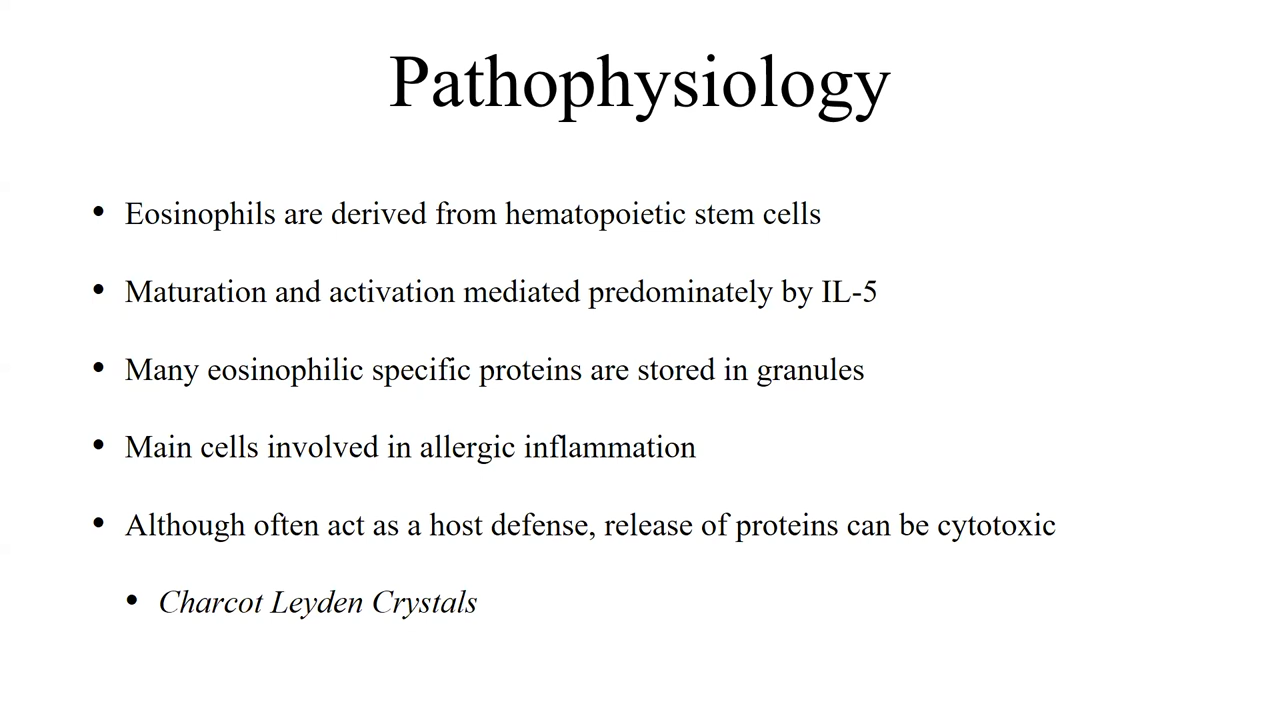 Pathophysiology
• Eosinophils are derived from hematopoietic stem cells
• Maturation and activation mediated predominately by IL-5
• Many eosinophilic specific proteins are stored in granules
• Main cells involved in allergic inflammation
• Although often act as a host defense, release of proteins can be cytotoxic
• Charcot Leyden Crystals